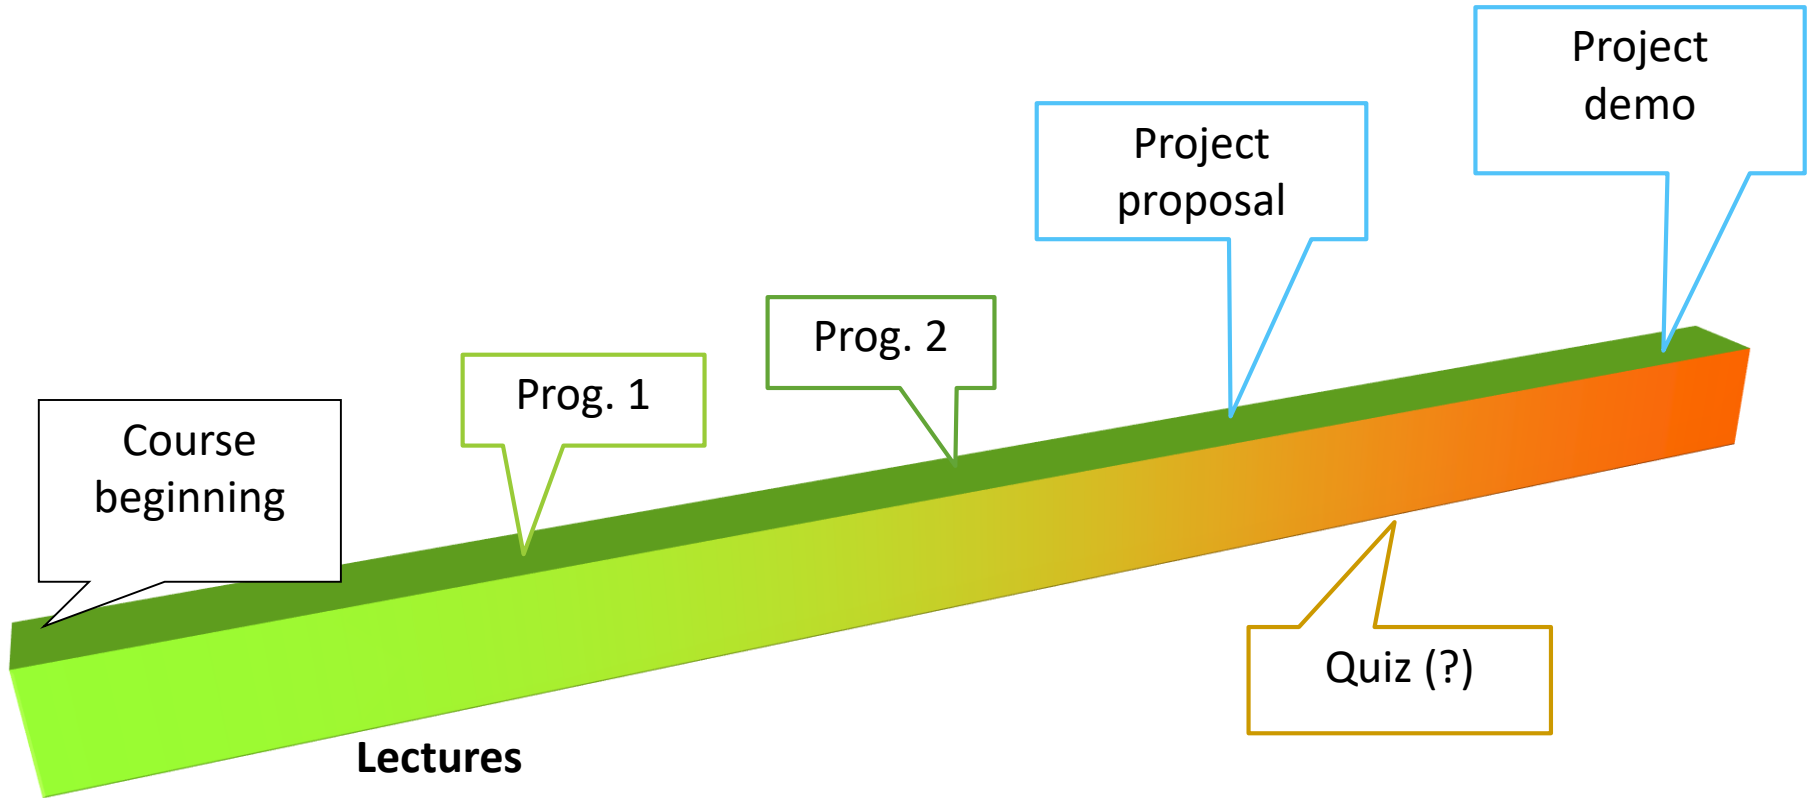 Project
demo
Project
proposal
Prog. 2
Prog. 1
Course
beginning
Quiz (?)
Lectures